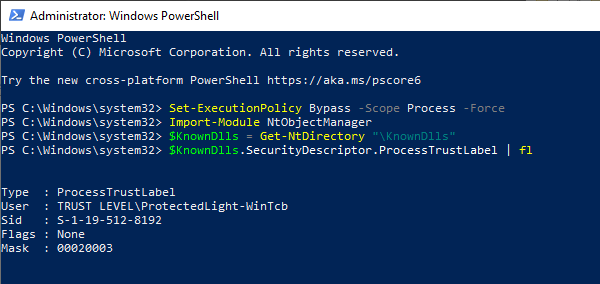 Administrator: Windows PowerShell
Windows PowerShell
Copyright (C) Microsoft Corporation. All rights reserved.
Try the new cross-platform PowerShell https://aka.ms/pscore6
PS C:\Windows\system32> Set-ExecutionPolicy Bypass -Scope Process -Force
PS C:\Windows\system32> Import-Module NtObjectManager
PS C:\Windows\system32> $KnownDlls = Get-NtDirectory "\KnownDlls"
PS C:\Windows\system32> $KnownDlls.SecurityDescriptor.ProcessTrustLabel | fl
Type  : ProcessTrustLabel
User  : TRUST LEVEL\ProtectedLight-WinTcb
Sid   : S-1-19-512-8192
Flags : None
Mask  : 00020003